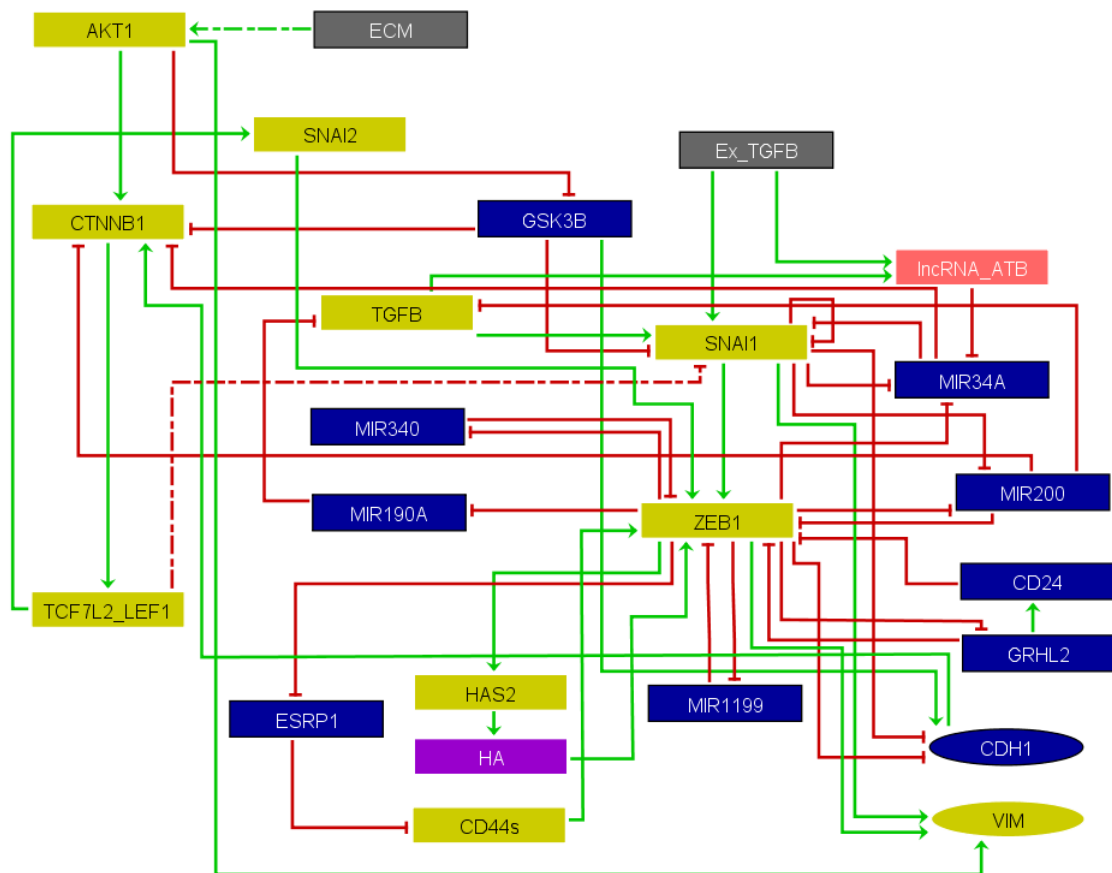 AKT1
ECM
SNAI2
Ex_TGFB
CTNNB1
GSK3B
lncRNA_ATB
TGFB
SNAI1
MIR34A
MIR340
MIR200
MIR190A
ZEB1
CD24
TCF7L2_LEF1
GRHL2
HAS2
MIR1199
ESRP1
CDH1
HA
CD44s
VIM